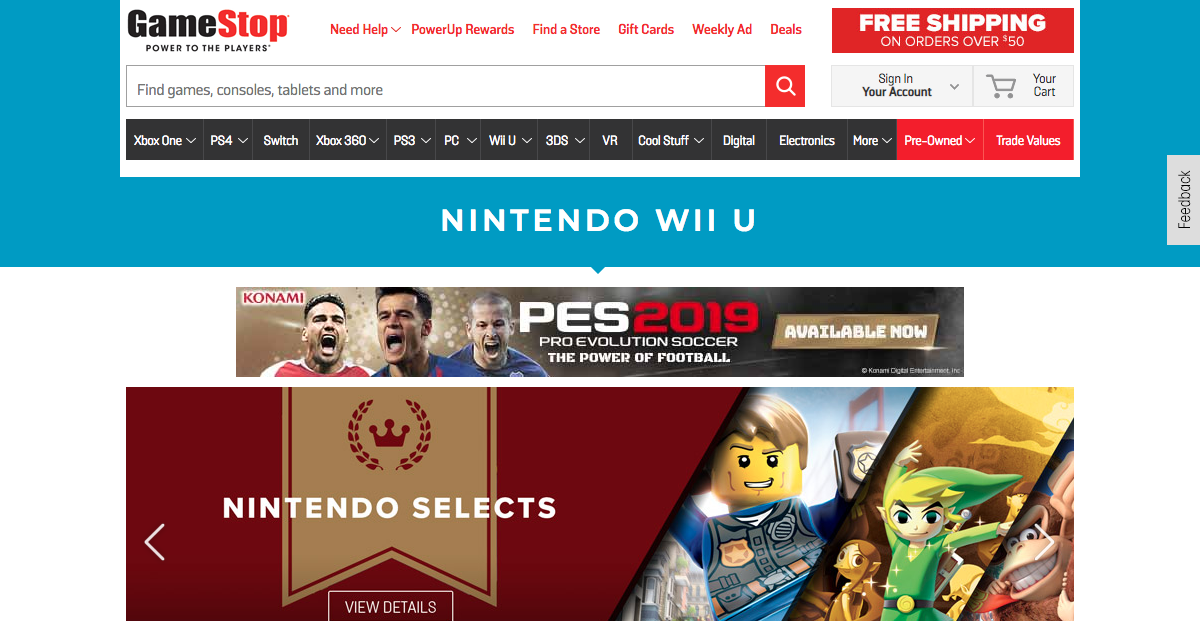 GameStop
POWER TO THE PLAYERS
Need Help PowerUp Rewards Find a Store Gift Cards Weekly Ad Deals
FREE SHIPPING
ON ORDERS OVER $50
Find games, consoles, tablets and more
Sign In
Your Account
Your
Cart
Xbox One PS4 Switch Xbox 360 PS3 PC Wii U 3DS VR Cool Stuff Digital Electronics More Pre-Owned Trade Values
Feedback
NINTENDO WII U
KONAMI
PES2019
PRO EVOLUTION SOCCER
THE POWER OF FOOTBALL
AVAILABLE NOW
© Konami Digital Entertainment, Inc
NINTENDO SELECTS
VIEW DETAILS